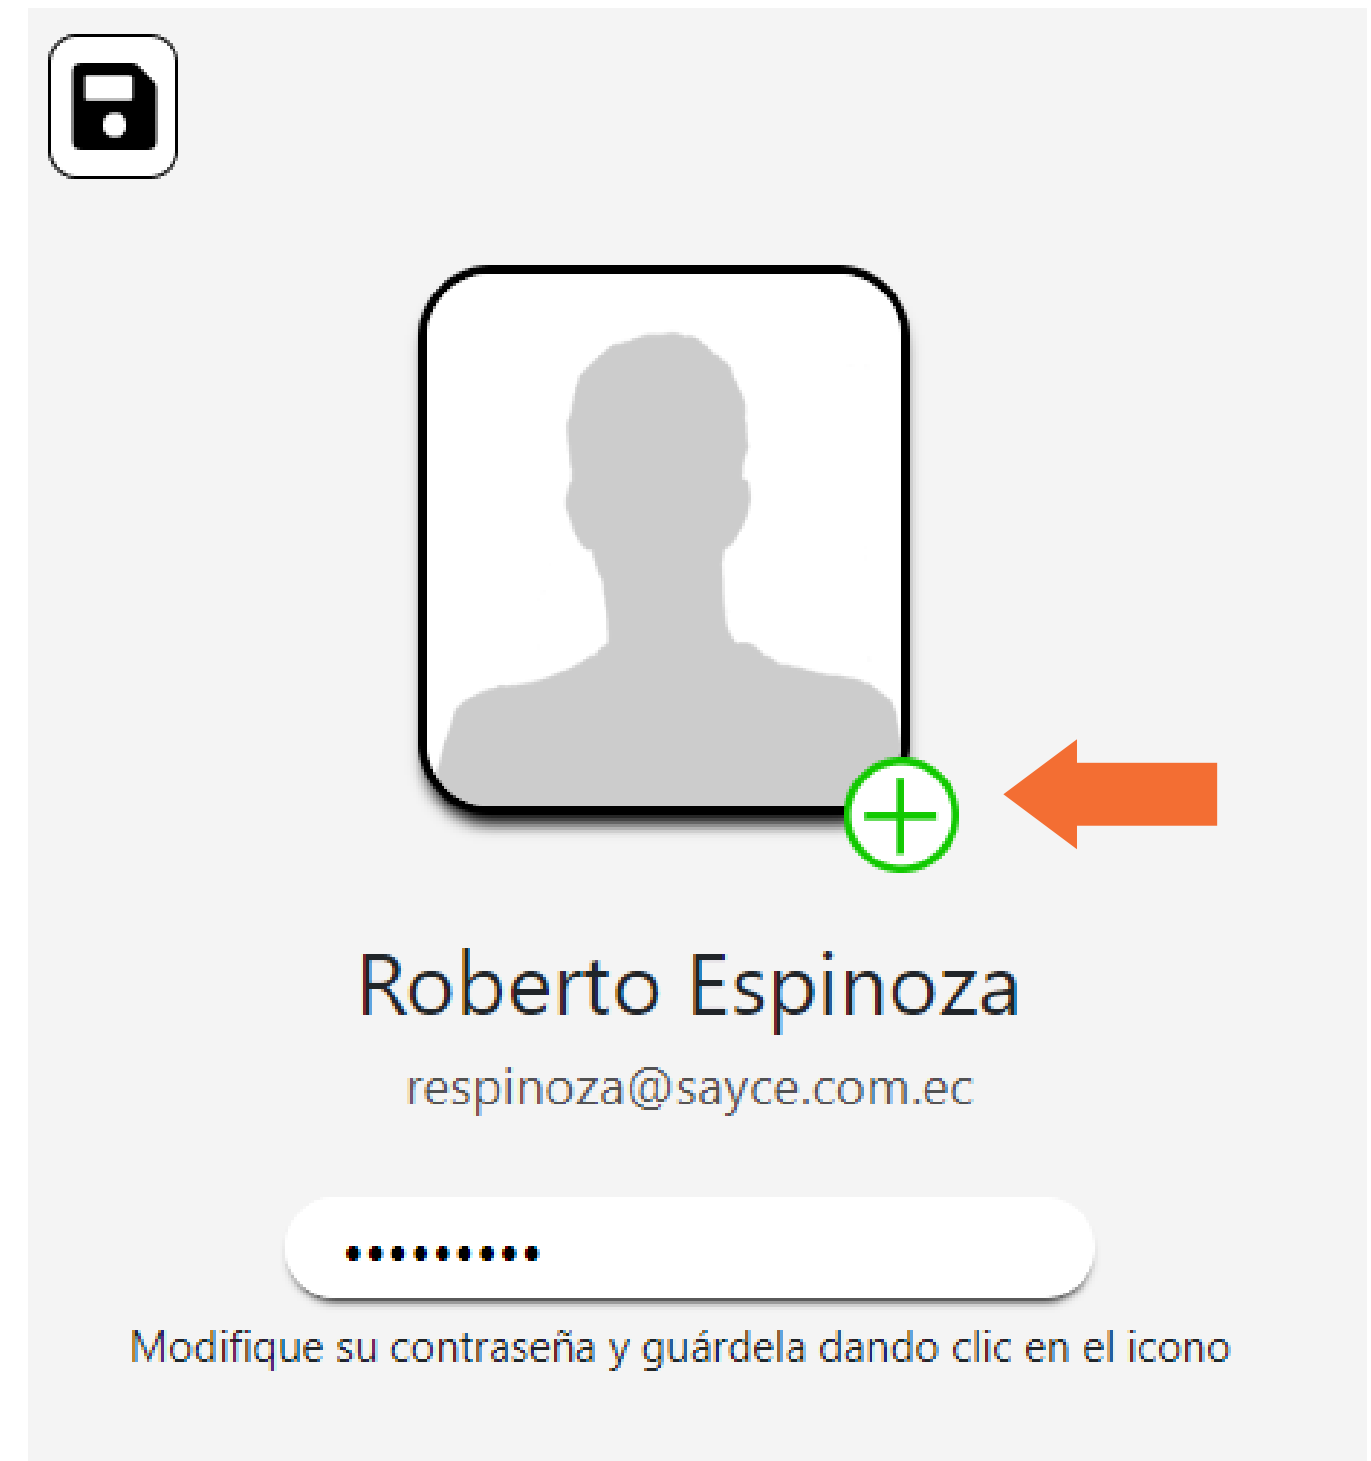 Roberto Espinoza
respinoza@sayce.com.ec
•••••••••
Modifique su contraseña y guárdela dando clic en el icono